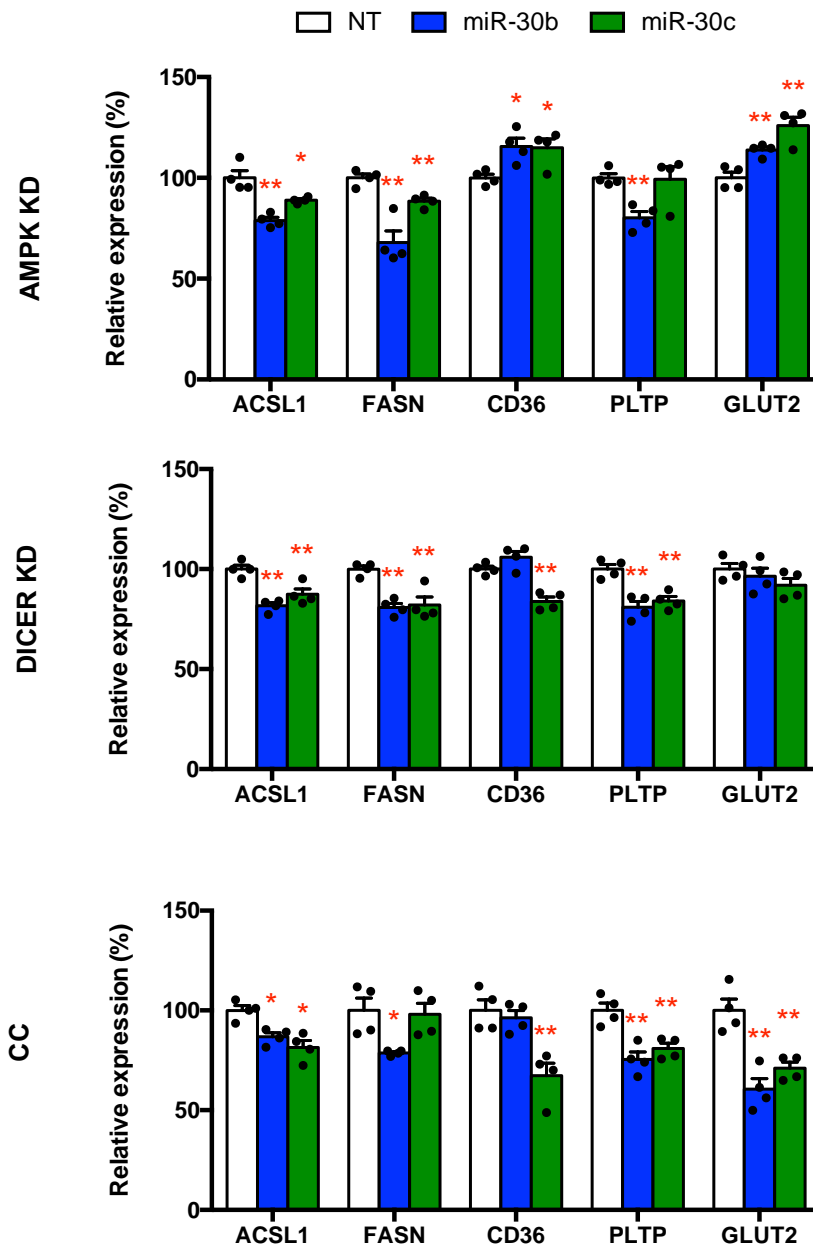 NT miR-30b miR-30c
AMPK KD
Relative expression (%)
150
100
50
0
* ** * * ** ** ** ** ** **
ACSL1 FASN CD36 PLTP GLUT2
DICER KD
Relative expression (%)
150
100
50
0
** ** ** ** ** ** **
ACSL1 FASN CD36 PLTP GLUT2
CC
Relative expression (%)
150
100
50
0
* * * ** ** ** ** **
ACSL1 FASN CD36 PLTP GLUT2